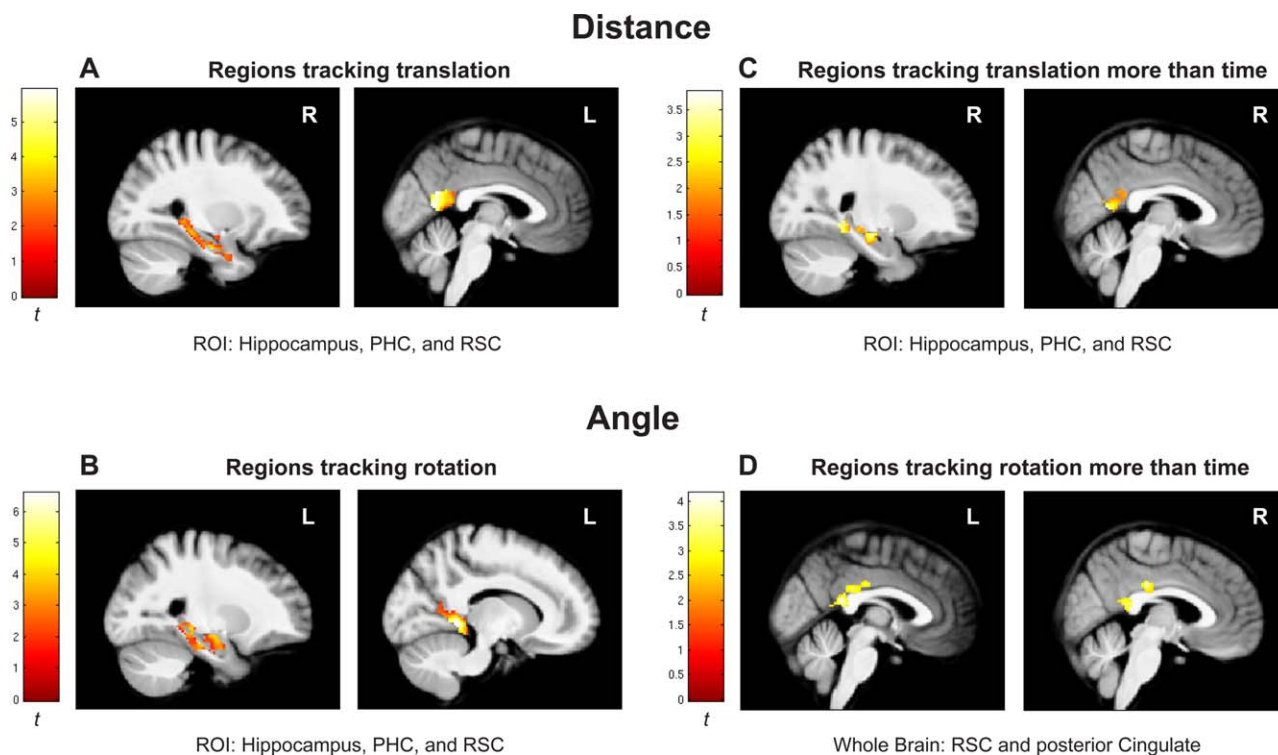 Distance
A Regions tracking translation
5
4
3
2
1
0
t
R
L
ROI: Hippocampus, PHC, and RSC
C Regions tracking translation more than time
3.5
3
2.5
2
1.5
1
0.5
0
t
R
R
ROI: Hippocampus, PHC, and RSC
Angle
B Regions tracking rotation
6
5
4
3
2
1
0
t
L
L
ROI: Hippocampus, PHC, and RSC
D Regions tracking rotation more than time
4
3.5
3
2.5
2
1.5
1
0.5
0
t
L
R
Whole Brain: RSC and posterior Cingulate